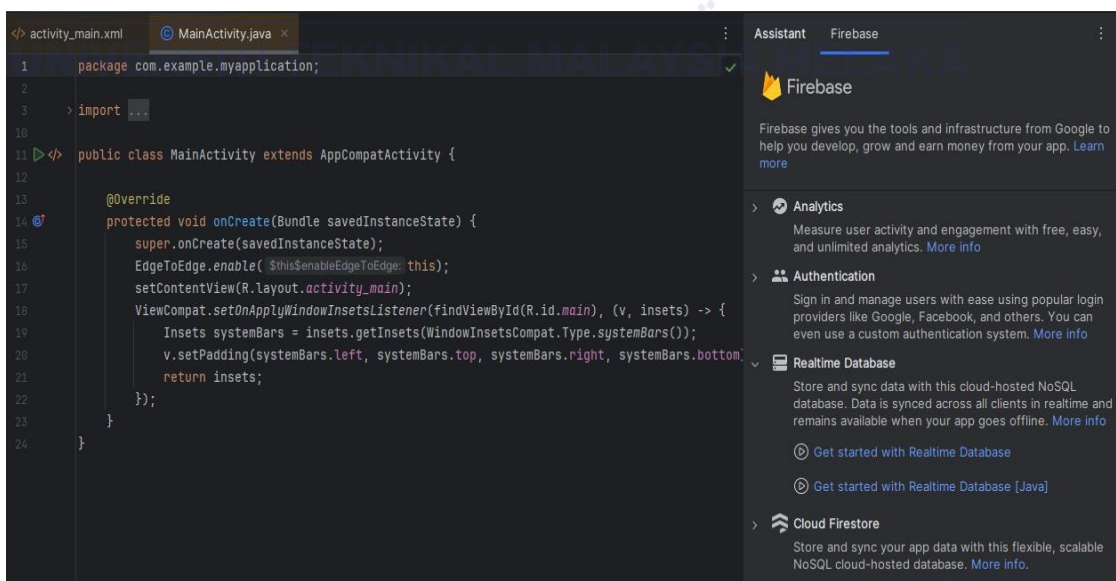 activity_main.xml
MainActivity.java
Assistant
Firebase
UNIVERSITI TEKNIKAL MALAYSIA MELAKA
1 package com.example.myapplication;
2
3 import ...
10
11 public class MainActivity extends AppCompatActivity {
12
13 @Override
14 protected void onCreate(Bundle savedInstanceState) {
15 super.onCreate(savedInstanceState);
16 EdgeToEdge.enable( $this$enableEdgeToEdge: this);
17 setContentView(R.layout.activity_main);
18 ViewCompat.setOnApplyWindowInsetsListener(findViewById(R.id.main), (v, insets) -> {
19 Insets systemBars = insets.getInsets(WindowInsetsCompat.Type.systemBars());
20 v.setPadding(systemBars.left, systemBars.top, systemBars.right, systemBars.bottom)
21 return insets;
22 });
23 }
24 }
Firebase
Firebase gives you the tools and infrastructure from Google to
help you develop, grow and earn money from your app. Learn
more
Analytics
Measure user activity and engagement with free, easy,
and unlimited analytics. More info
Authentication
Sign in and manage users with ease using popular login
providers like Google, Facebook, and others. You can
even use a custom authentication system. More info
Realtime Database
Store and sync data with this cloud-hosted NoSQL
database. Data is synced across all clients in realtime and
remains available when your app goes offline. More info
Get started with Realtime Database
Get started with Realtime Database [Java]
Cloud Firestore
Store and sync your app data with this flexible, scalable
NoSQL cloud-hosted database. More info.